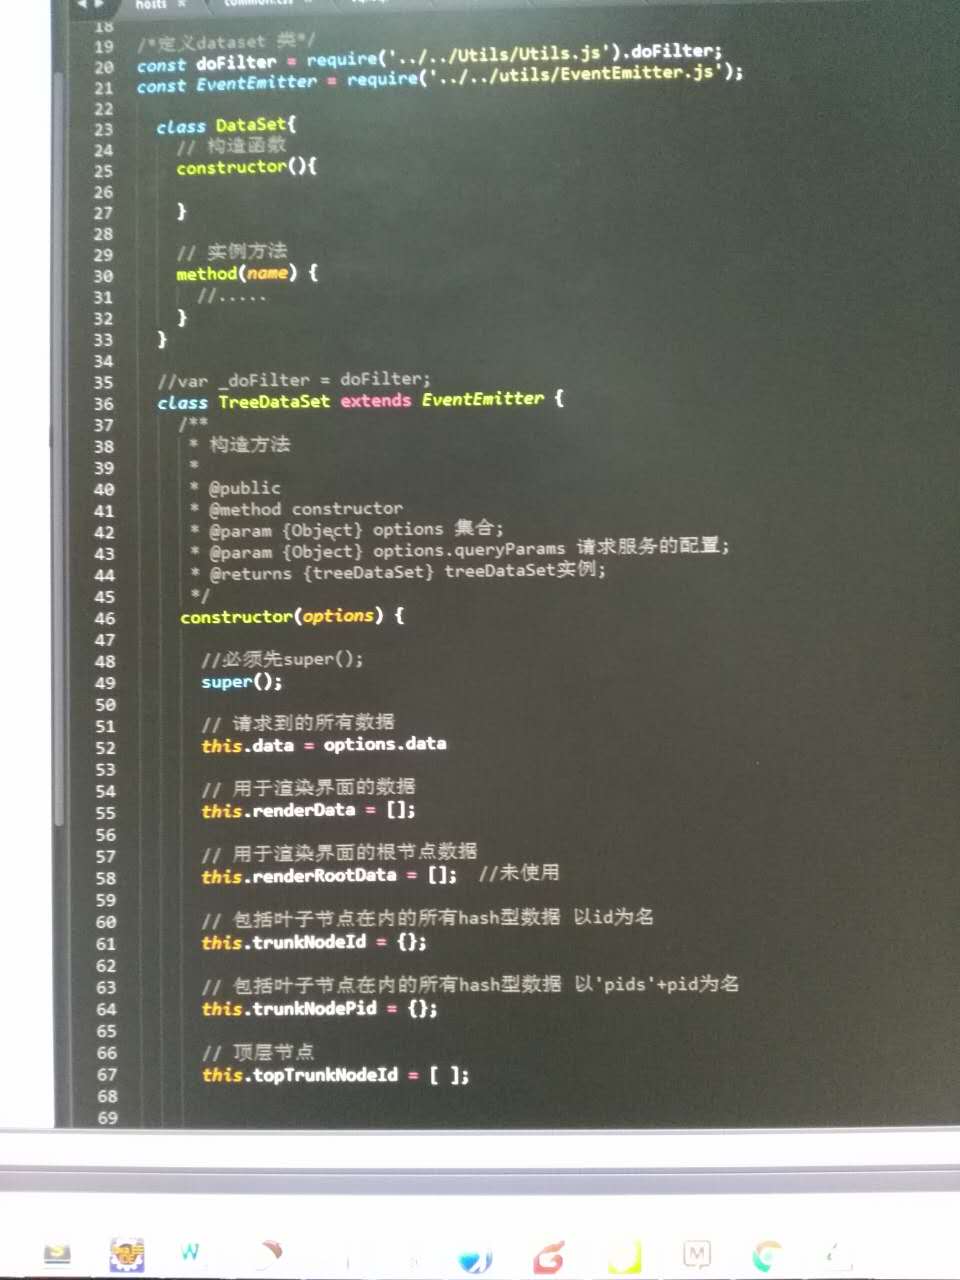 hosts ×
common.css
18
19 /*定义dataset 类*/
20 const doFilter = require('../../Utils/Utils.js').doFilter;
21 const EventEmitter = require('../../utils/EventEmitter.js');
22
23 class DataSet{
24 // 构造函数
25 constructor(){
26
27 }
28
29 // 实例方法
30 method(name) {
31 //.....
32 }
33 }
34
35 //var _doFilter = doFilter;
36 class TreeDataSet extends EventEmitter {
37 /**
38 * 构造方法
39 *
40 * @public
41 * @method constructor
42 * @param {Object} options 集合;
43 * @param {Object} options.queryParams 请求服务的配置;
44 * @returns {treeDataSet} treeDataSet实例;
45 */
46 constructor(options) {
47
48 //必须先super();
49 super();
50
51 // 请求到的所有数据
52 this.data = options.data
53
54 // 用于渲染界面的数据
55 this.renderData = [];
56
57 // 用于渲染界面的根节点数据
58 this.renderRootData = []; //未使用
59
60 // 包括叶子节点在内的所有hash型数据 以id为名
61 this.trunkNodeId = {};
62
63 // 包括叶子节点在内的所有hash型数据 以'pids'+pid为名
64 this.trunkNodePid = {};
65
66 // 顶层节点
67 this.topTrunkNodeId = [ ];
68
69